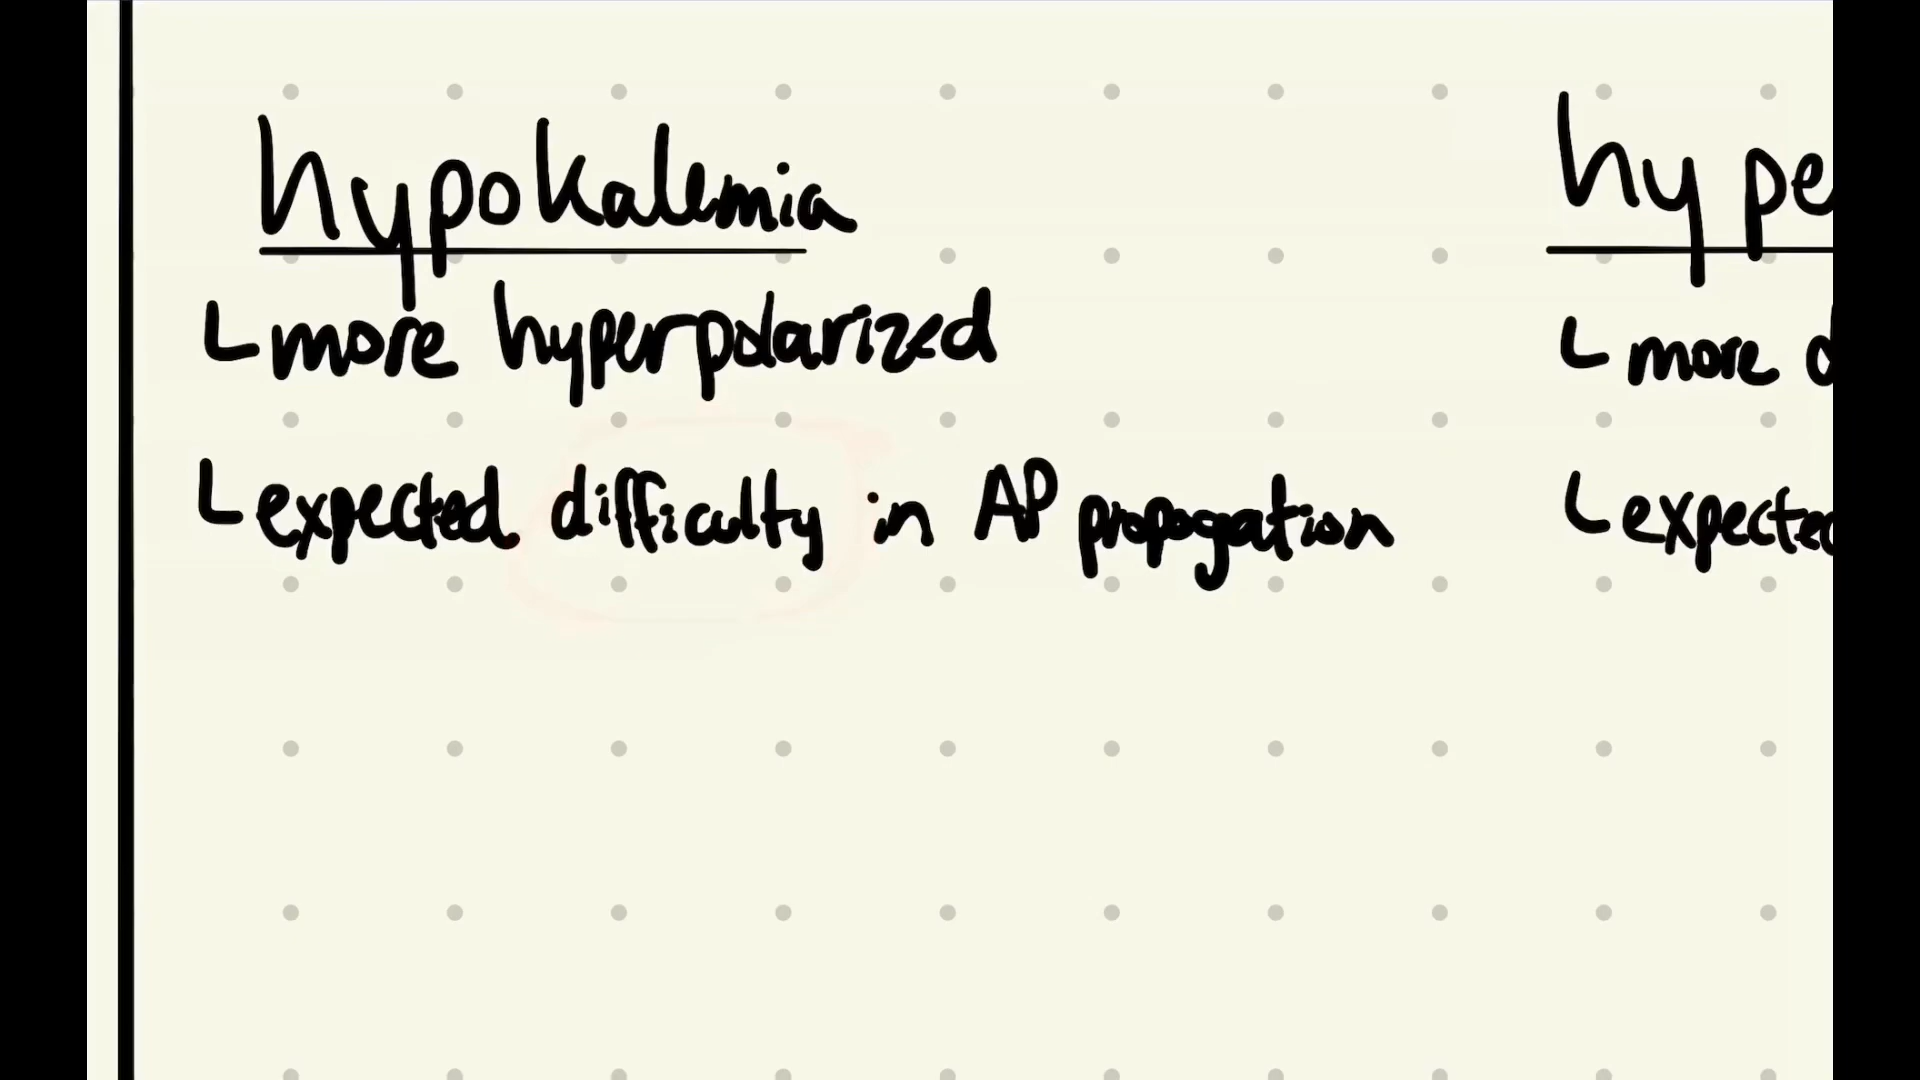 hypokalemia
more hyperpolarized
expected difficulty in AP propogation
hype
more d
expected